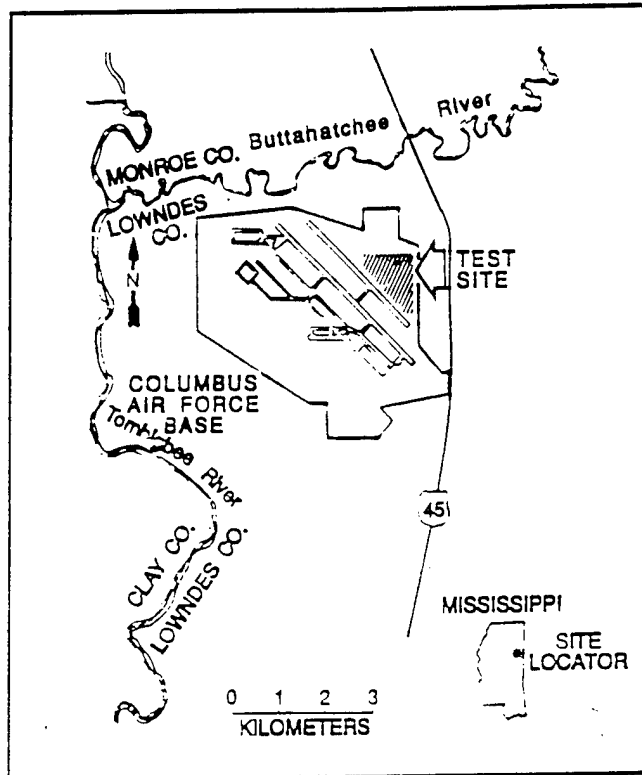 Buttahatchee River
MONROE CO.
LOWNDES
CO.
N
TEST
SITE
COLUMBUS
AIR FORCE
BASE
Tombigbee River
CLAY CO.
LOWNDES CO.
45
MISSISSIPPI
SITE
LOCATOR
0 1 2 3
KILOMETERS